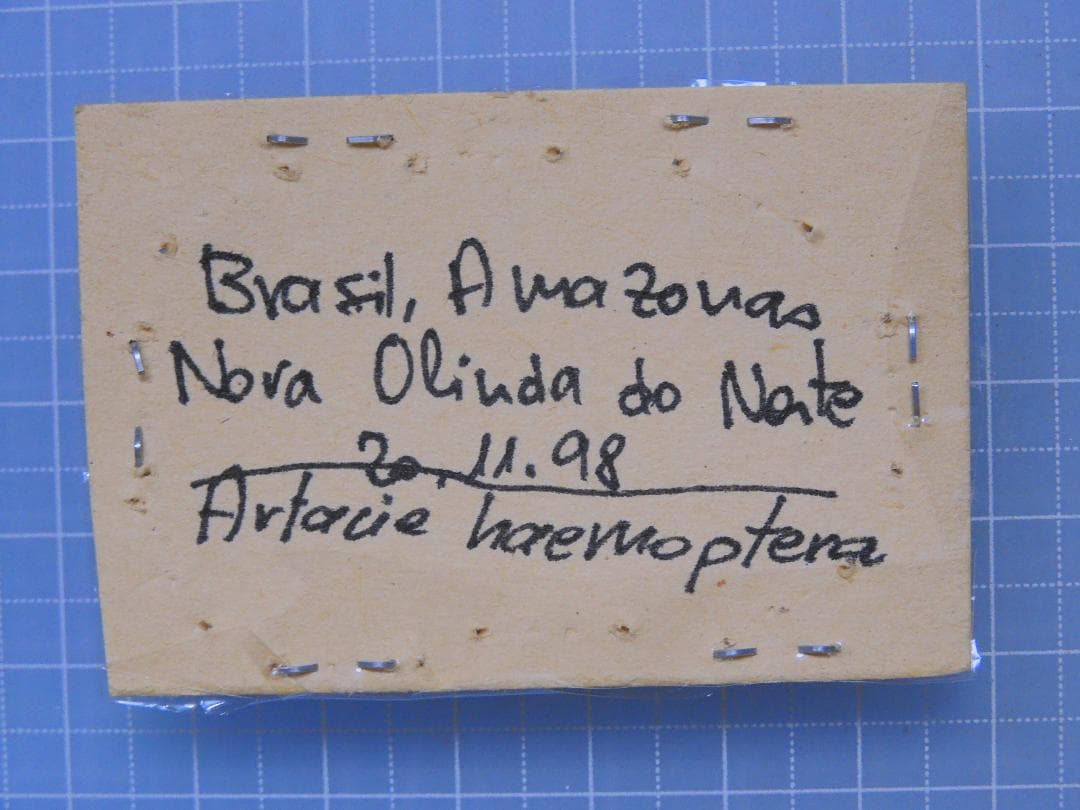 Brasil, Amazonas
Nova Olinda do Norte
20.11.98
Artacie haemoptera